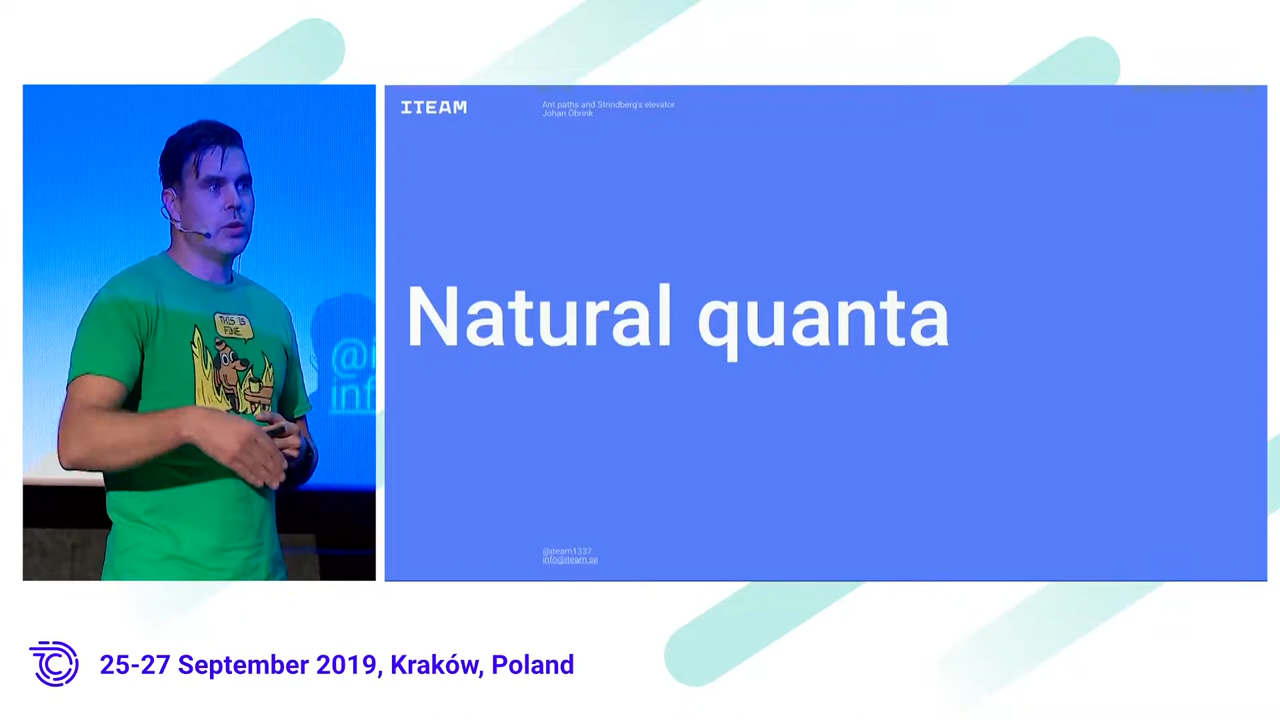 ITEAM
Ant paths and Strindberg's elevator
Johan Öbrink
THIS IS
FINE.
@i
inf
Natural quanta
@iteam1337
info@iteam.se
25-27 September 2019, Kraków, Poland